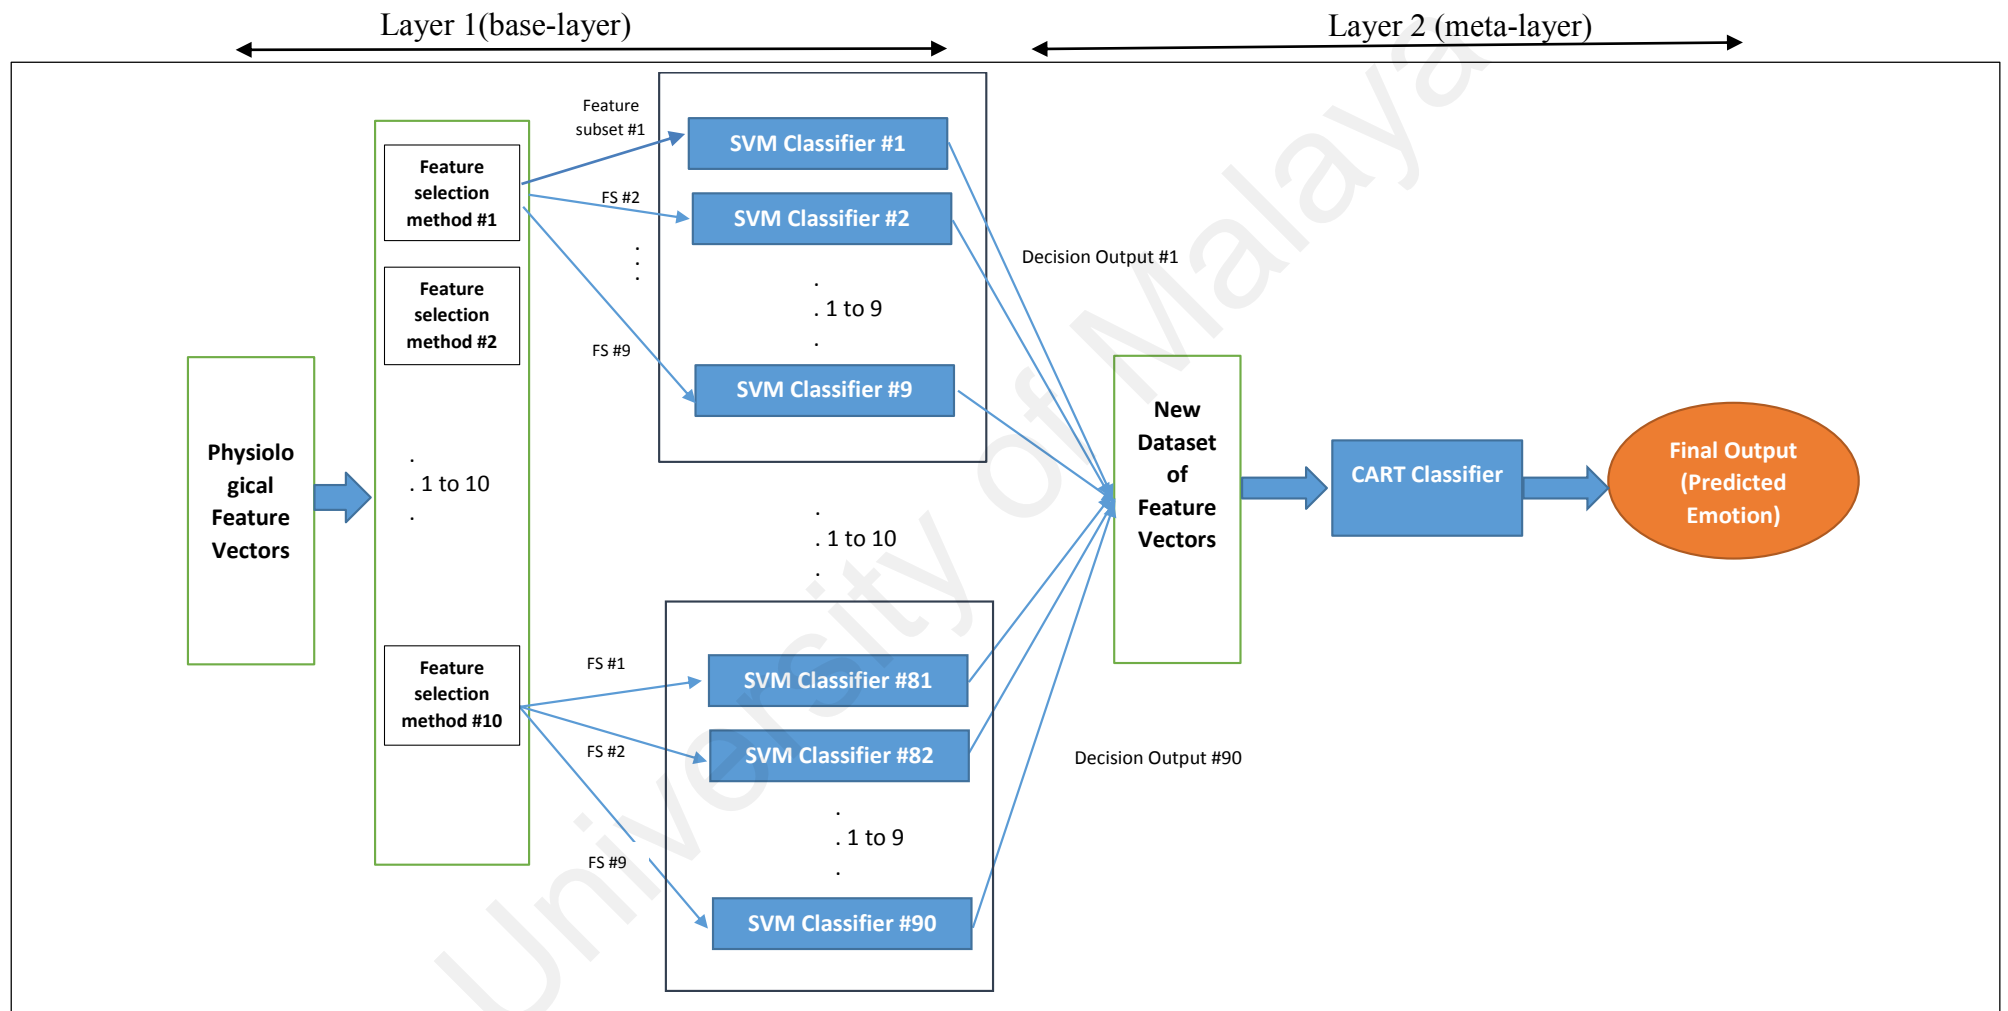 Layer 1(base-layer)
Layer 2 (meta-layer)
Physiolo
gical
Feature
Vectors
Feature
selection
method #1
Feature
selection
method #2
.
. 1 to 10
.
Feature
selection
method #10
Feature
subset #1
FS #2
.
.
.
FS #9
SVM Classifier #1
SVM Classifier #2
.
. 1 to 9
.
SVM Classifier #9
.
. 1 to 10
.
FS #1
FS #2
FS #9
SVM Classifier #81
SVM Classifier #82
.
. 1 to 9
.
SVM Classifier #90
Decision Output #1
Decision Output #90
New
Dataset
of
Feature
Vectors
CART Classifier
Final Output
(Predicted
Emotion)
University of Malaya